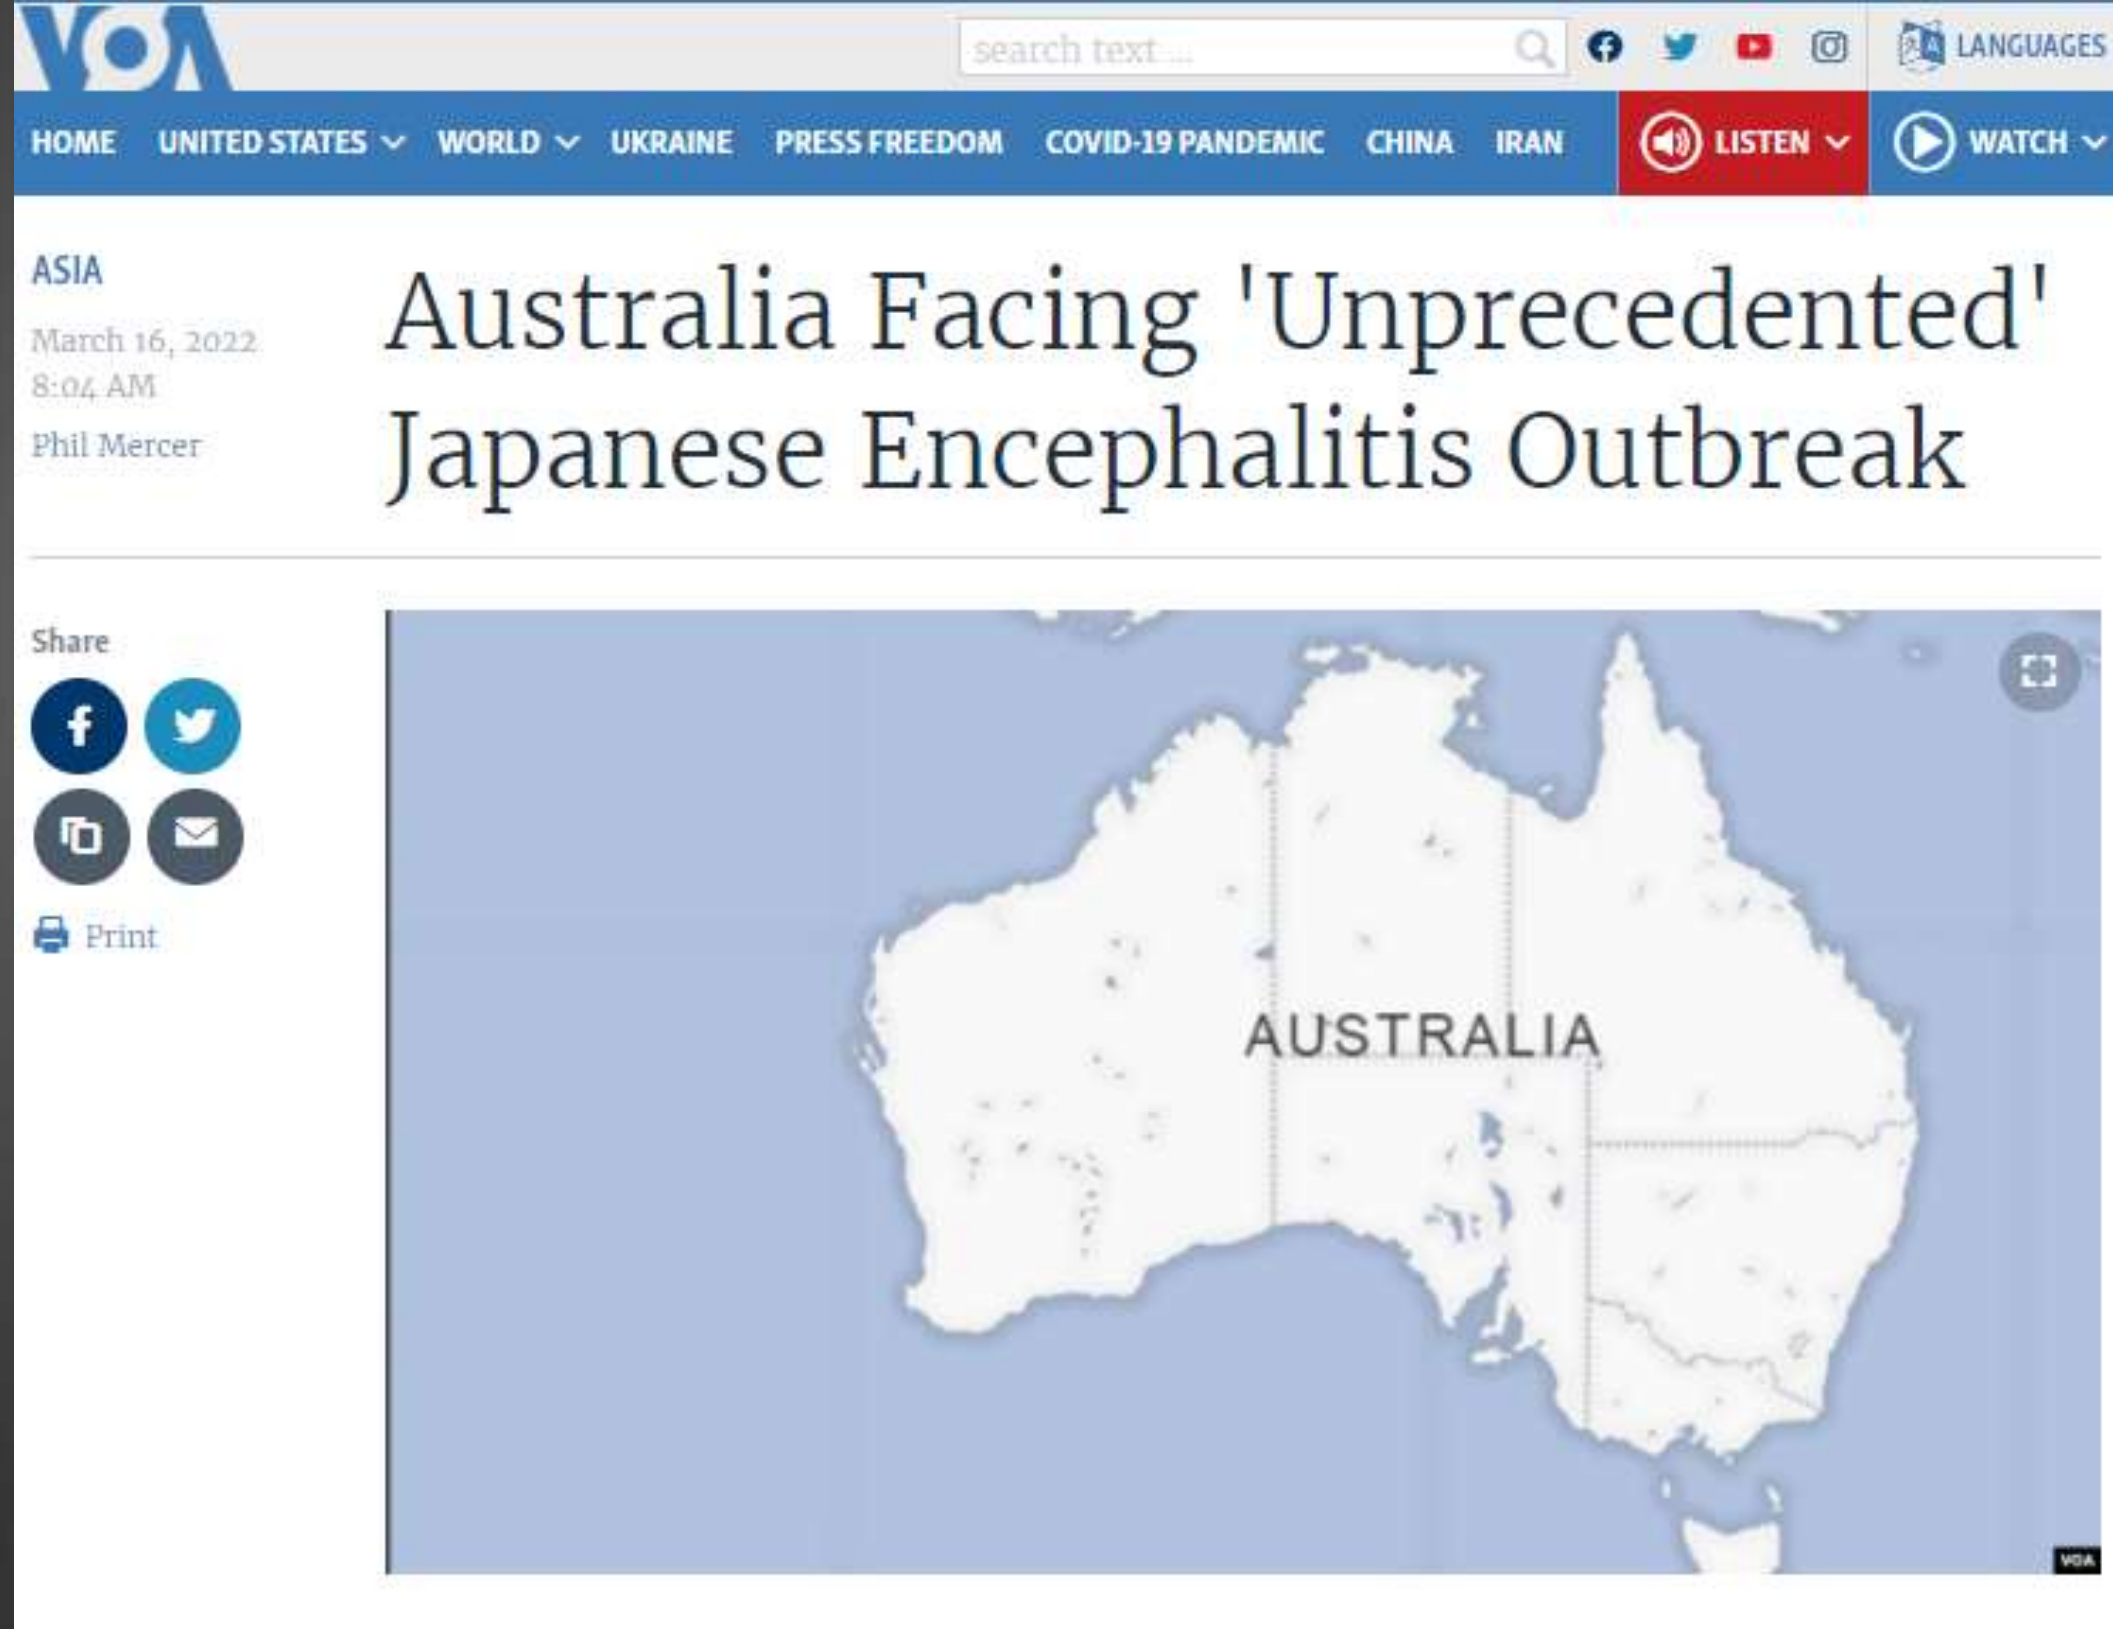 VOA
search text ...
LANGUAGES
HOME UNITED STATES WORLD UKRAINE PRESS FREEDOM COVID-19 PANDEMIC CHINA IRAN LISTEN WATCH
ASIA
March 16, 2022
8:04 AM
Phil Mercer
Australia Facing 'Unprecedented'
Japanese Encephalitis Outbreak
Share
Print
AUSTRALIA
VOA